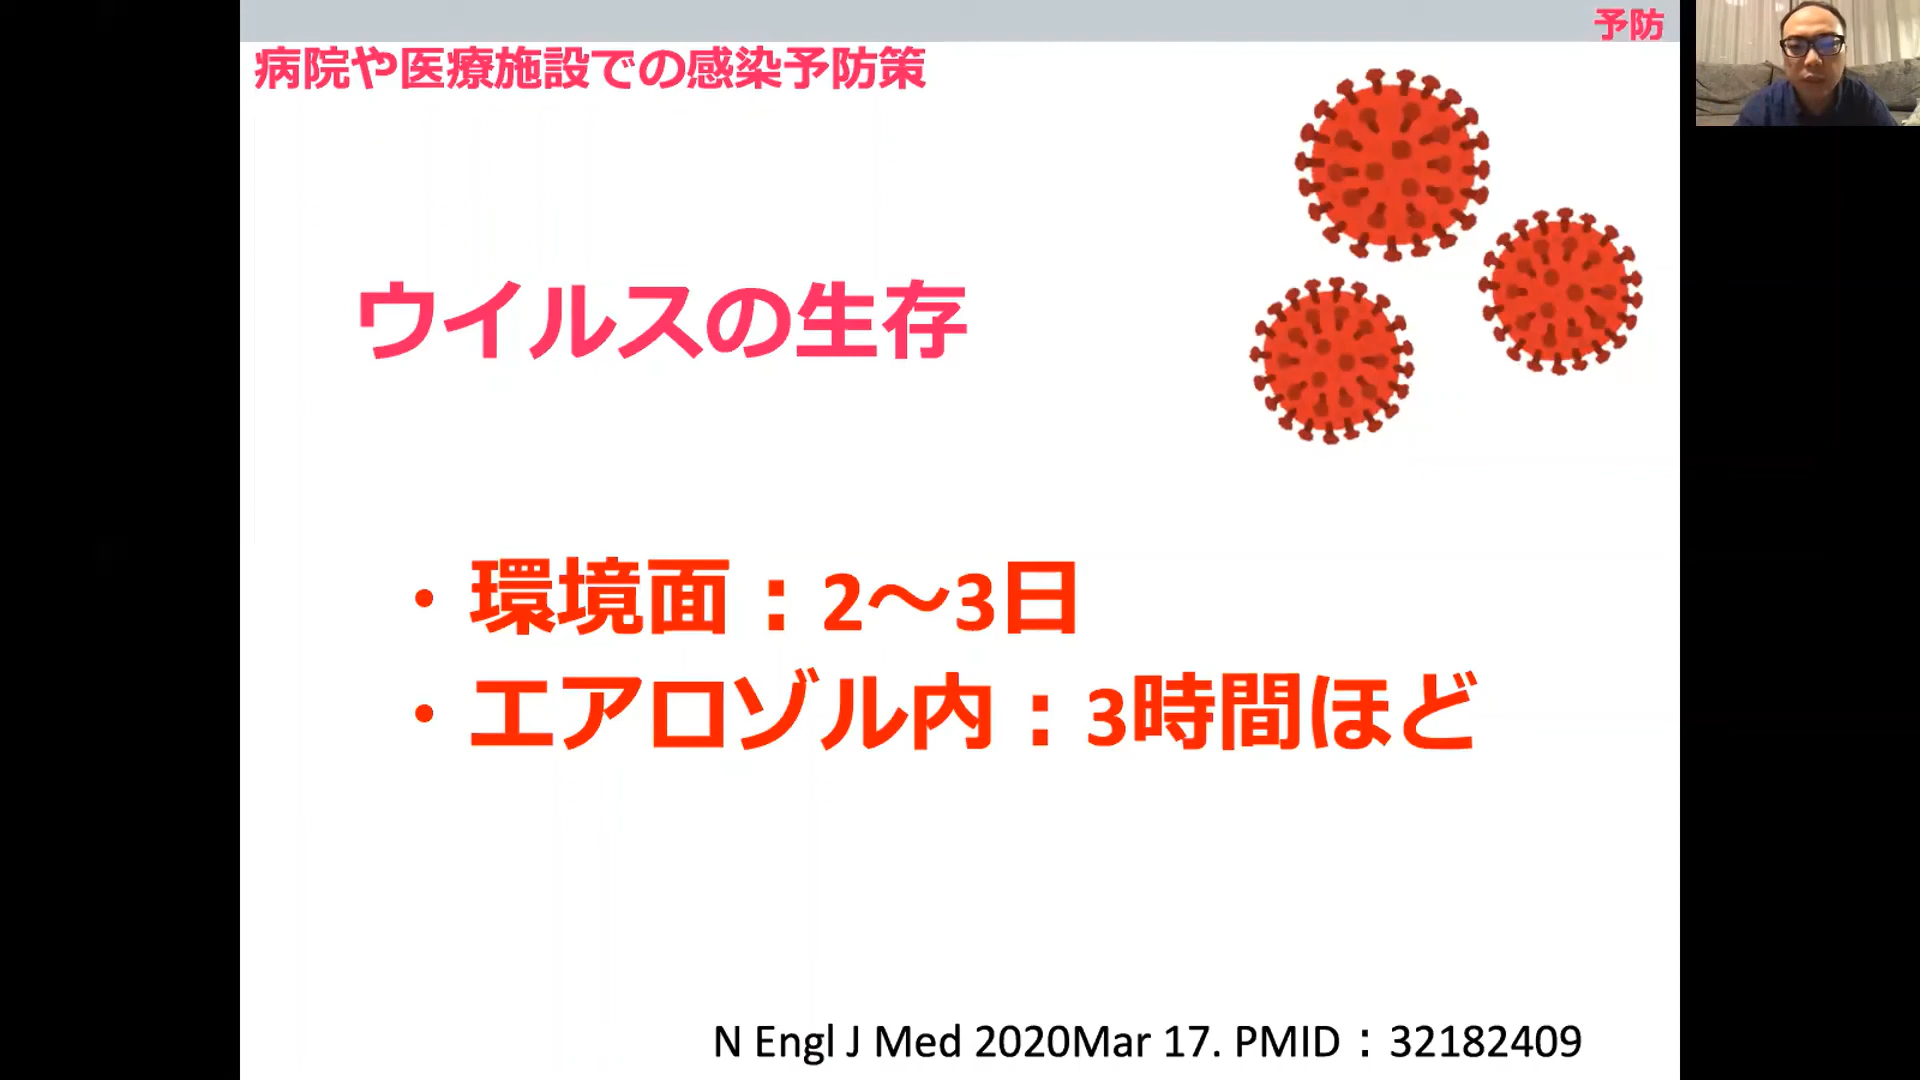 予防
病院や医療施設での感染予防策
ウイルスの生存
・環境面：2～3日
・エアロゾル内：3時間ほど
N Engl J Med 2020Mar 17. PMID：32182409